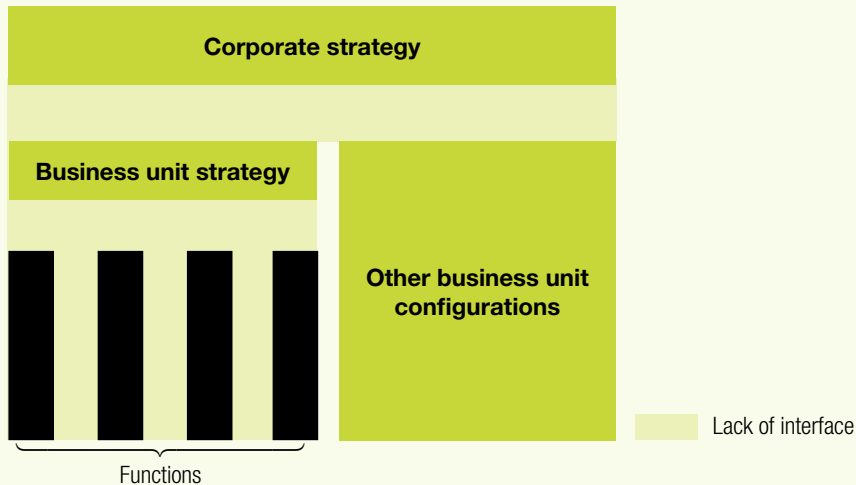 Corporate strategy
Business unit strategy
Other business unit
configurations
Lack of interface
Functions